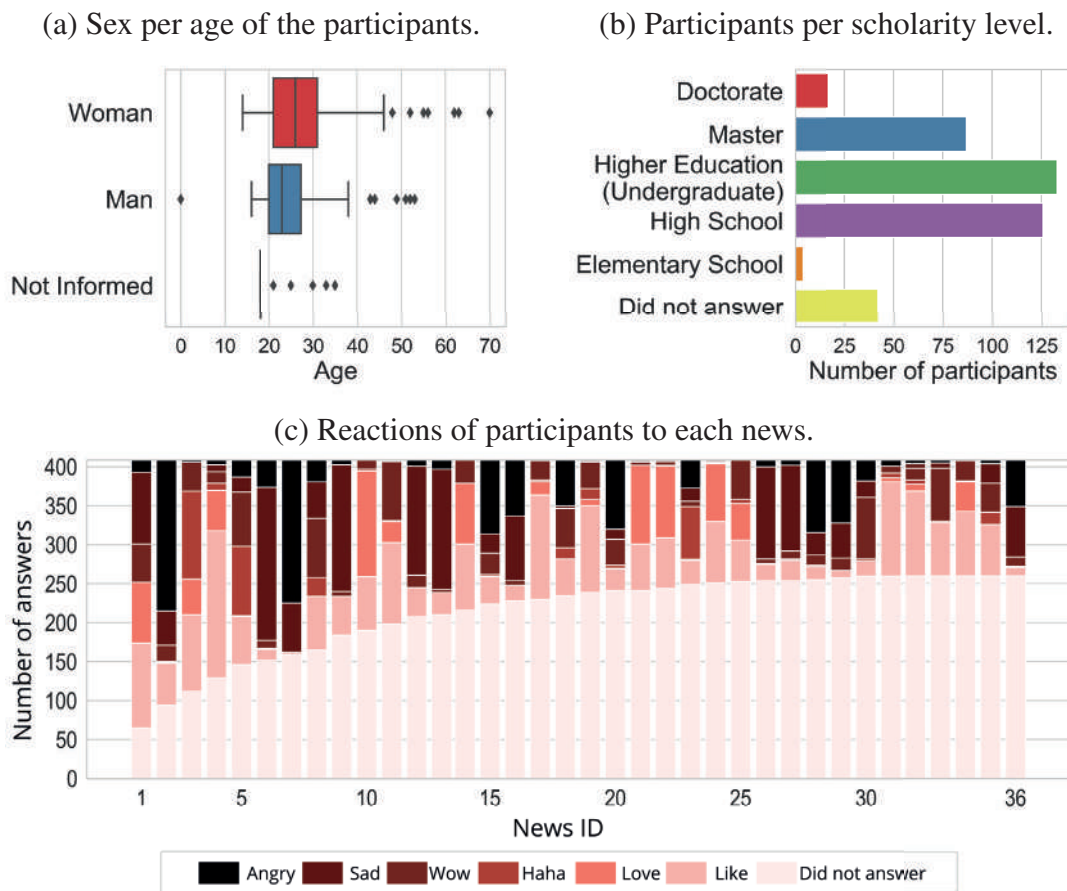 (a) Sex per age of the participants.
Woman
Man
Not Informed
0 10 20 30 40 50 60 70
Age
(b) Participants per scholarity level.
Doctorate
Master
Higher Education
(Undergraduate)
High School
Elementary School
Did not answer
0 25 50 75 100 125
Number of participants
(c) Reactions of participants to each news.
Number of answers
400
350
300
250
200
150
100
50
0
1 5 10 15 20 25 30 36
News ID
Angry Sad Wow Haha Love Like Did not answer